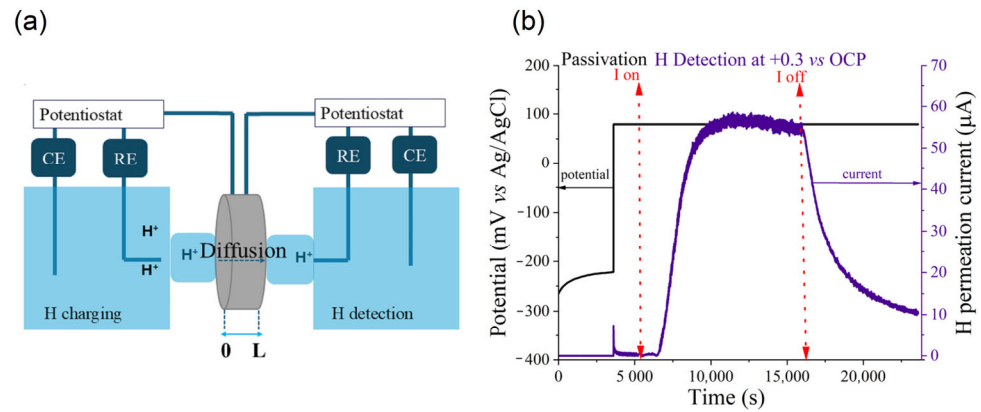 (a)
Potentiostat
Potentiostat
CE
RE
RE
CE
H⁺
H⁺
H⁺
Diffusion
H⁺
H charging
H detection
0
L
(b)
Passivation
H Detection at +0.3 vs OCP
I on
I off
potential
current
200
100
0
-100
-200
-300
-400
Potential (mV vs Ag/AgCl)
0
5 000
10,000
15,000
20,000
Time (s)
70
60
50
40
30
20
10
0
H permeation current (μA)